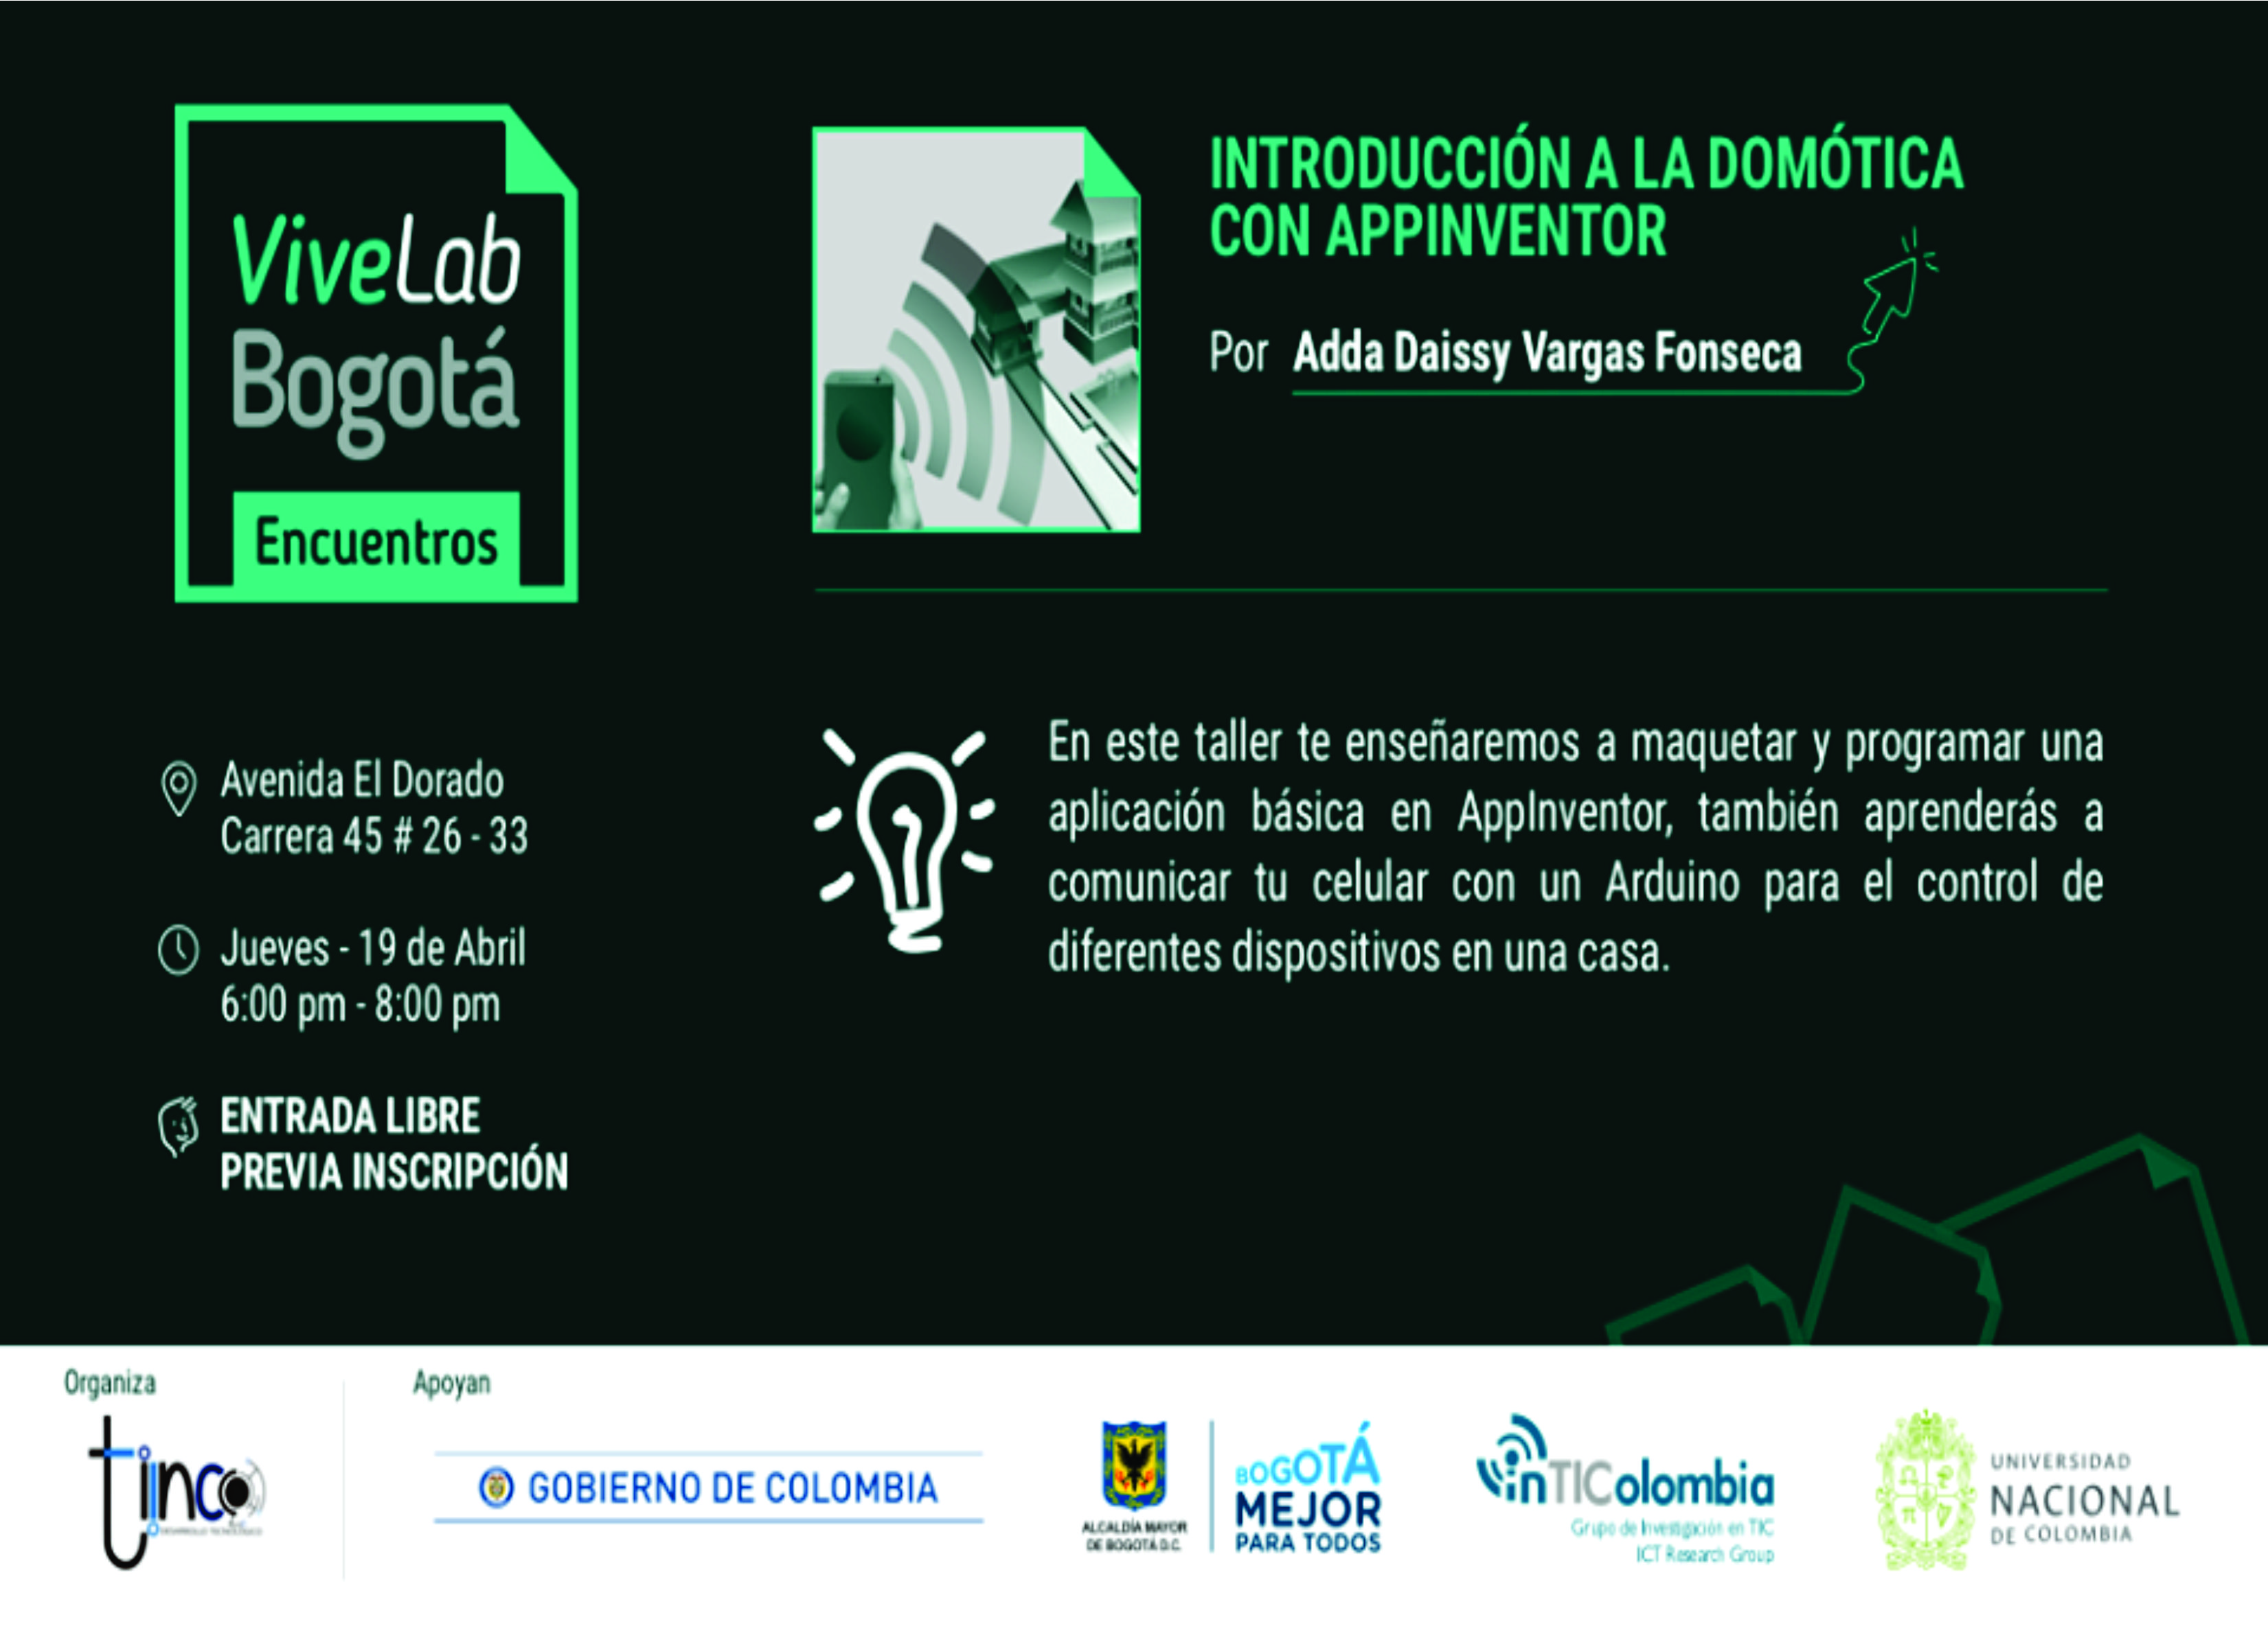 ViveLab
Bogotá
Encuentros
INTRODUCCIÓN A LA DOMÓTICA
CON APPINVENTOR
Por Adda Daissy Vargas Fonseca
Avenida El Dorado
Carrera 45 # 26 - 33
Jueves - 19 de Abril
6:00 pm - 8:00 pm
ENTRADA LIBRE
PREVIA INSCRIPCIÓN
En este taller te enseñaremos a maquetar y programar una
aplicación básica en AppInventor, también aprenderás a
comunicar tu celular con un Arduino para el control de
diferentes dispositivos en una casa.
Organiza
tinco
DESARROLLO TECNOLÓGICO
Apoyan
GOBIERNO DE COLOMBIA
ALCALDÍA MAYOR
DE BOGOTÁ D.C.
BOGOTÁ
MEJOR
PARA TODOS
inTIColombia
Grupo de Investigación en TIC
ICT Research Group
UNIVERSIDAD
NACIONAL
DE COLOMBIA